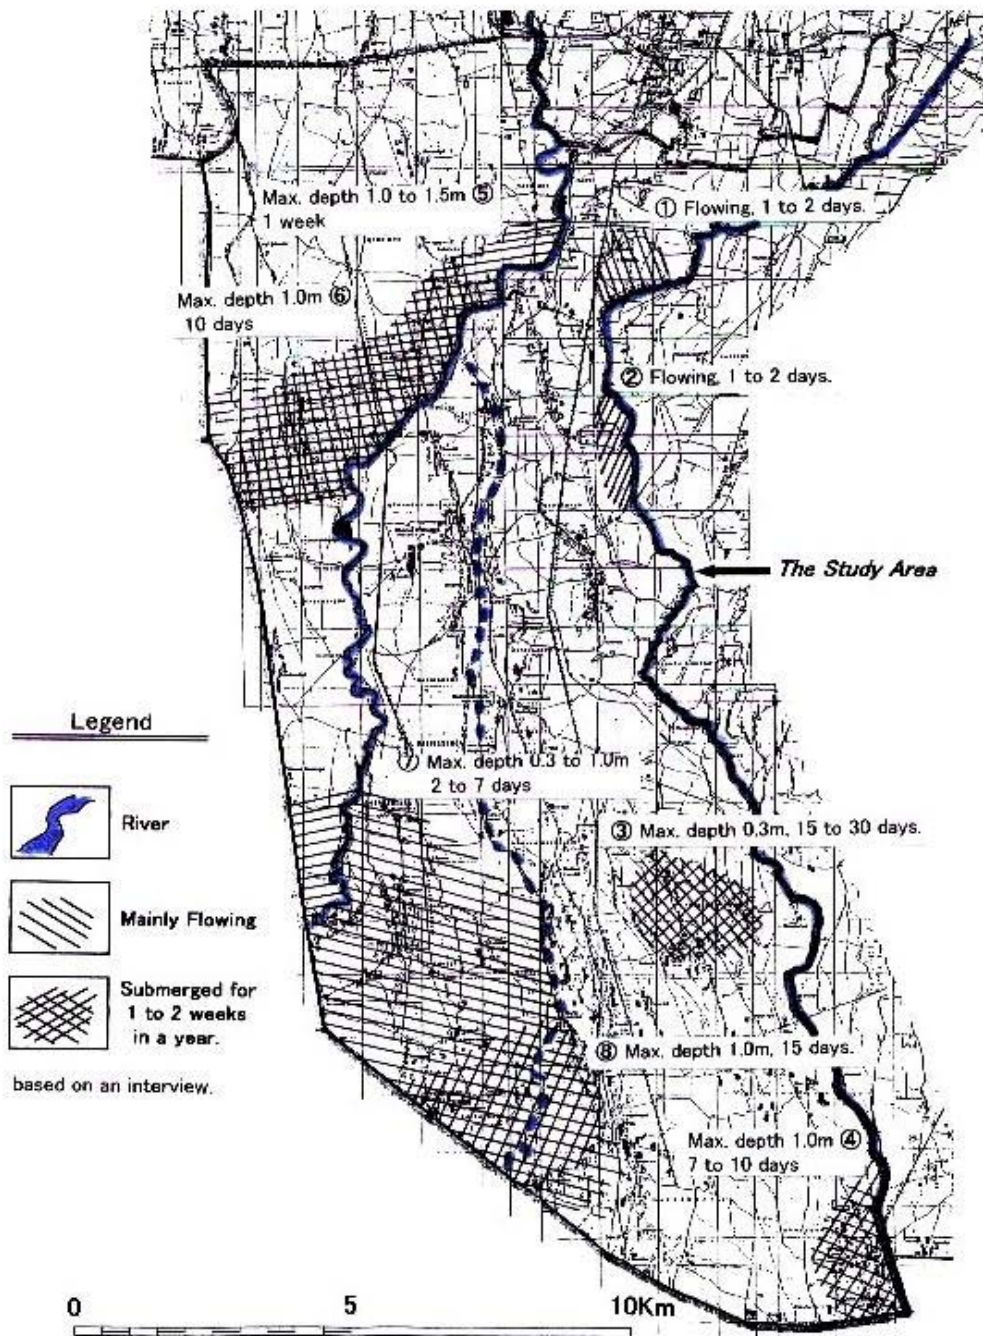 Max. depth 1.0 to 1.5m ⑤
1 week
① Flowing, 1 to 2 days.
Max. depth 1.0m ⑥
10 days
② Flowing, 1 to 2 days.
The Study Area
Legend
River
Mainly Flowing
Submerged for
1 to 2 weeks
in a year.
based on an interview.
⑦ Max. depth 0.3 to 1.0m
2 to 7 days
③ Max. depth 0.3m, 15 to 30 days.
⑧ Max. depth 1.0m, 15 days.
Max. depth 1.0m ④
7 to 10 days
0 5 10Km